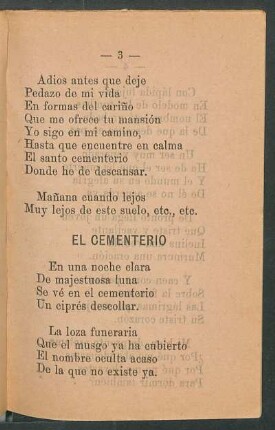 — 3 —
Adios antes que deje
Pedazo de mi vida
En formas del cariño
Que me ofrece tu mansión
Yo sigo en mi camino,
Hasta que encuentre en calma
El santo cementerio
Donde he de descansar.
Mañana cuando lejos
Muy lejos de este suelo, etc., etc.
EL CEMENTERIO
En una noche clara
De majestuosa luna
Se vé en el cementerio
Un ciprés descollar.
La loza funeraria
Que el musgo ya ha cubierto
El nombre oculta acaso
De la que no existe ya.